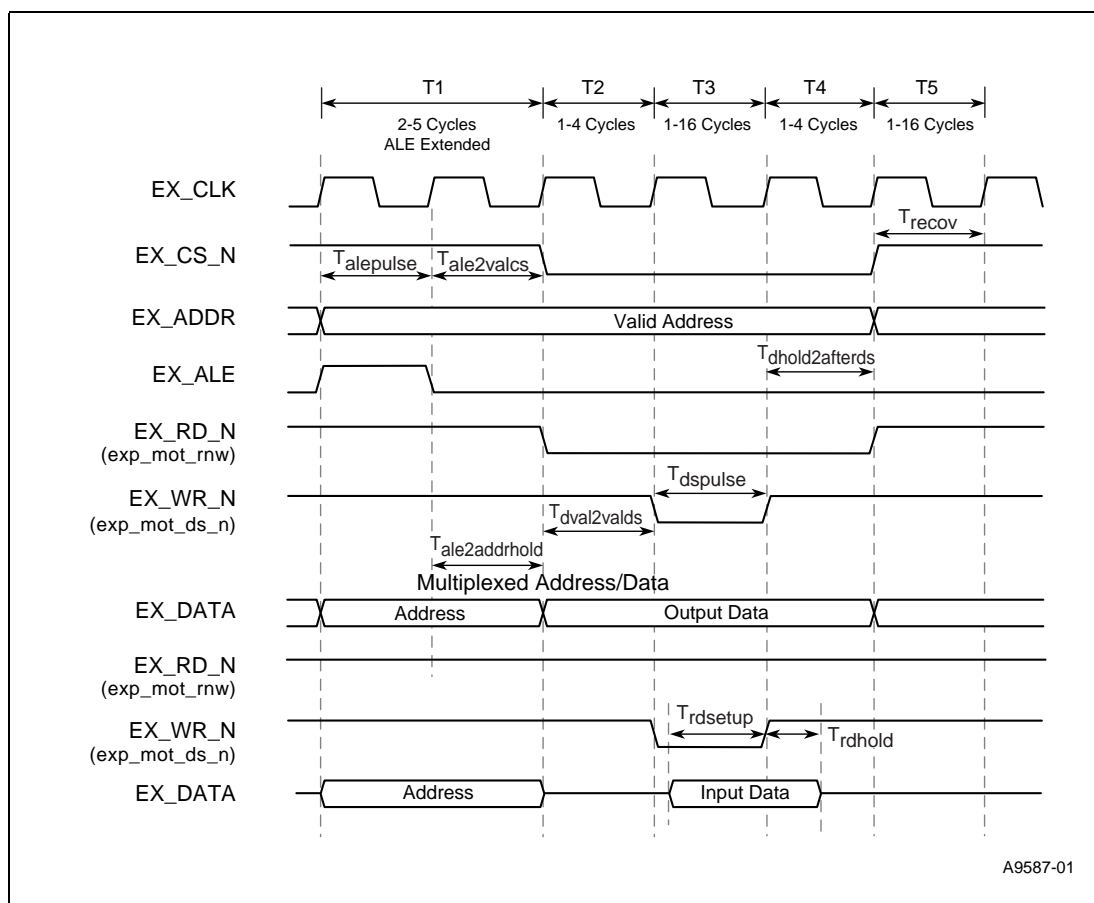 T1 T2 T3 T4 T5
2-5 Cycles 1-4 Cycles 1-16 Cycles 1-4 Cycles 1-16 Cycles
ALE Extended
EX_CLK
Trecov
EX_CS_N
Talepulse Tale2valcs
EX_ADDR
Valid Address
Tdhold2afterds
EX_ALE
EX_RD_N
(exp_mot_rnw)
Tdspulse
EX_WR_N
(exp_mot_ds_n)
Tdval2valds
Tale2addrhold
Multiplexed Address/Data
EX_DATA
Address Output Data
EX_RD_N
(exp_mot_rnw)
EX_WR_N
(exp_mot_ds_n)
Trdsetup
Trdhold
EX_DATA
Address Input Data
A9587-01